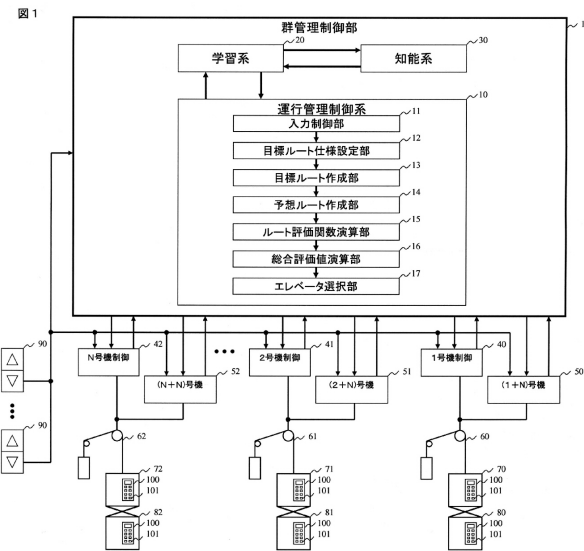 図1
群管理制御部
1
20
学習系
30
知能系
10
運行管理制御系
11
入力制御部
12
目標ルート仕様設定部
13
目標ルート作成部
14
予想ルート作成部
15
ルート評価関数演算部
16
総合評価値演算部
17
エレベータ選択部
90
42
N号機制御
52
(N+N)号機
•••
41
2号機制御
51
(2+N)号機
40
1号機制御
50
(1+N)号機
90
62
61
60
72
100
101
82
100
101
71
100
101
81
100
101
70
100
101
80
100
101